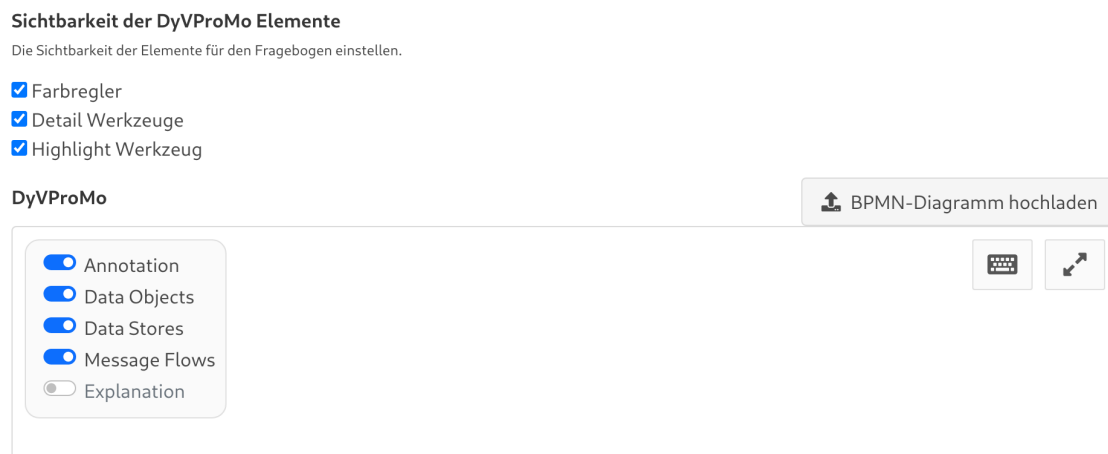 Sichtbarkeit der DyVProMo Elemente
Die Sichtbarkeit der Elemente für den Fragebogen einstellen.
Farbregler
Detail Werkzeuge
Highlight Werkzeug
DyVProMo
BPMN-Diagramm hochladen
Annotation
Data Objects
Data Stores
Message Flows
Explanation